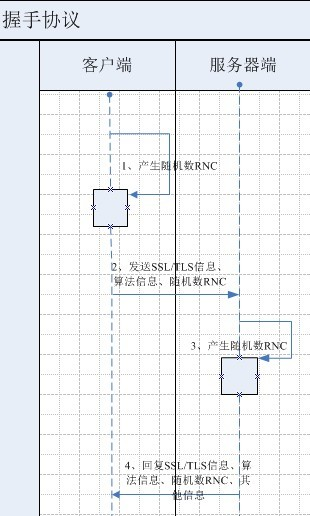 握手协议
客户端
服务器端
1、产生随机数RNC
2、发送SSL/TLS信息、
算法信息、随机数RNC
3、产生随机数RNC
4、回复SSL/TLS信息、算
法信息、随机数RNC、其
他信息